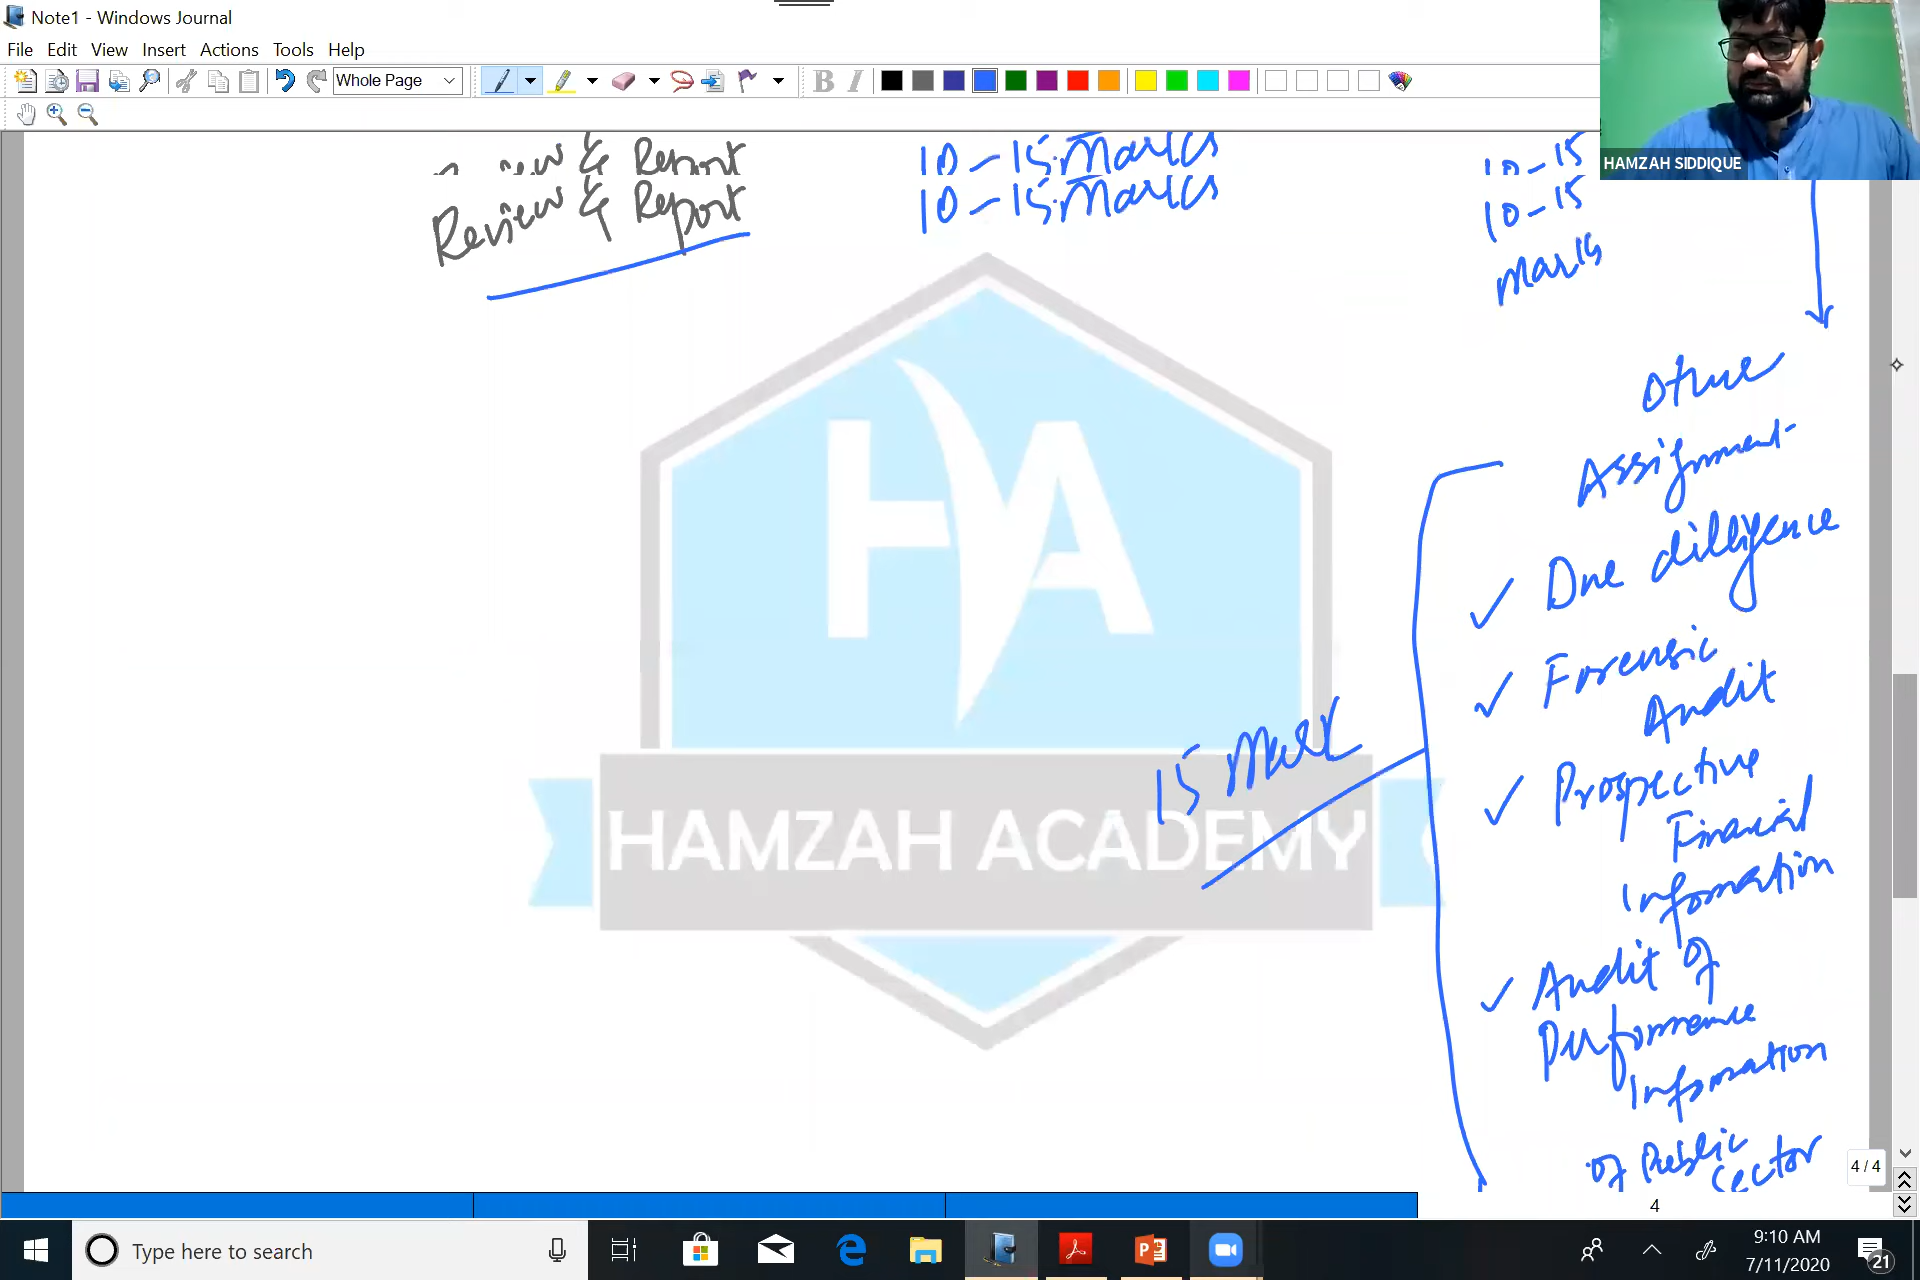 Note1 - Windows Journal
File Edit View Insert Actions Tools Help
Whole Page
B I
HAMZAH SIDDIQUE
& Report 10-15 Marks 10-15
Review & Report 10-15 Marks 10-15
Marks
Other
Assignment
✓ Due dilligence
✓ Forensic
Audit
15 Mark
✓ Prospective
Financial
Information
HAMZAH ACADEMY
✓ Audit of
Performance
Information
of Public
Sector
4 / 4
4
Type here to search
9:10 AM
7/11/2020
21